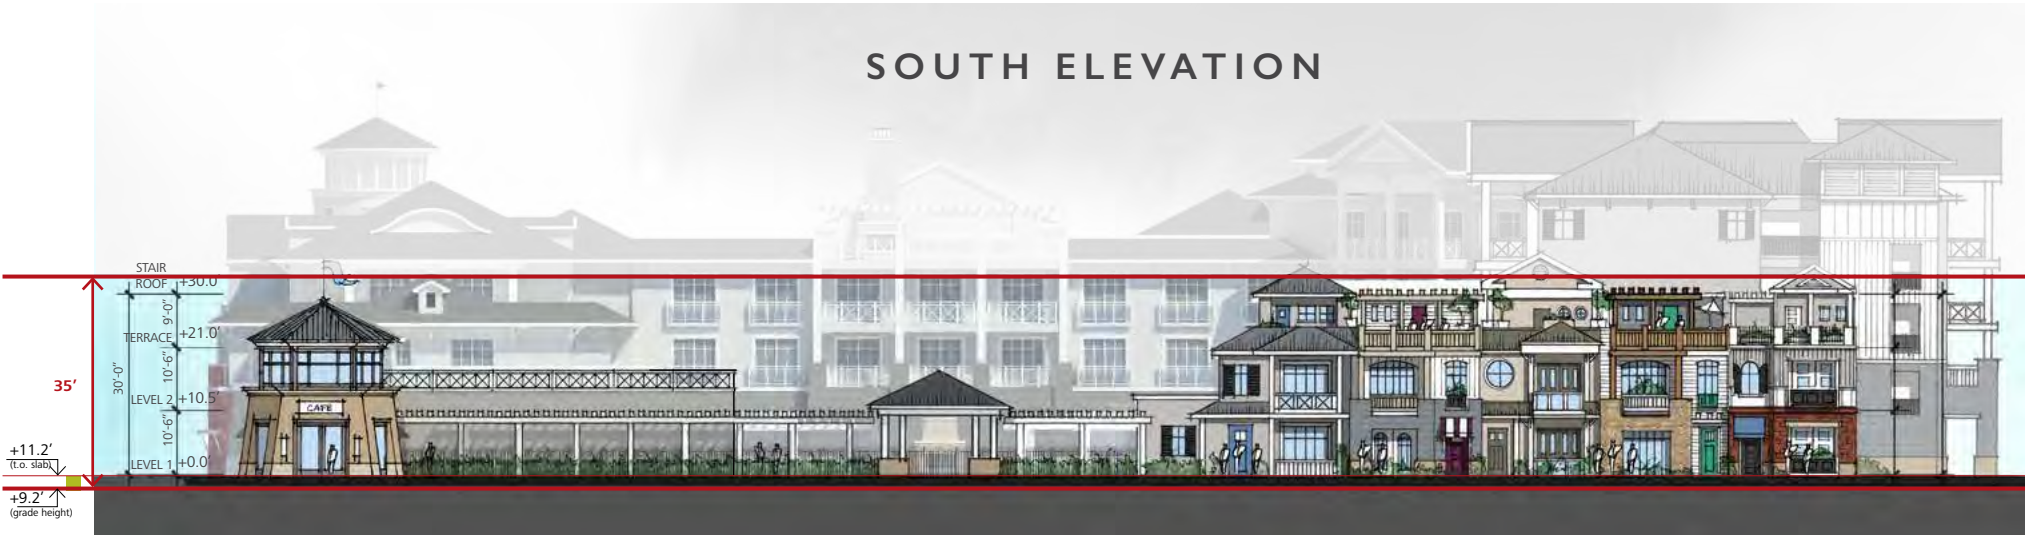 SOUTH ELEVATION
STAIR
ROOF +30.0'
9'-0"
TERRACE +21.0'
10'-6"
30'-0"
35'
LEVEL 2 +10.5'
CAFE
10'-6"
+11.2'
(t.o. slab)
LEVEL 1 +0.0'
+9.2'
(grade height)